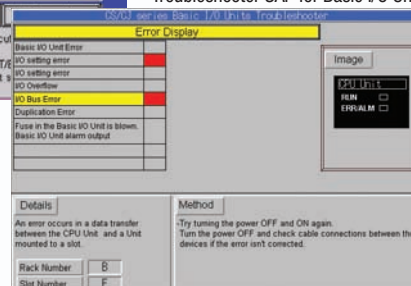 Troubleshooter SAP for Basic I/O Un
CS/CJ series Basic I/O Units Troubleshooter
Error Display
Basic I/O Unit Error
I/O setting error
I/O setting error
I/O Overflow
I/O Bus Error
Duplication Error
Fuse in the Basic I/O Unit is blown.
Basic I/O Unit alarm output
Image
CPU Unit
RUN
ERR/ALM
Details
An error occurs in a data transfer
between the CPU Unit and a Unit
mounted to a slot.
Rack Number B
Slot Number F
Method
-Try turning the power OFF and ON again.
Turn the power OFF and check cable connections between the
devices if the error isn't corrected.